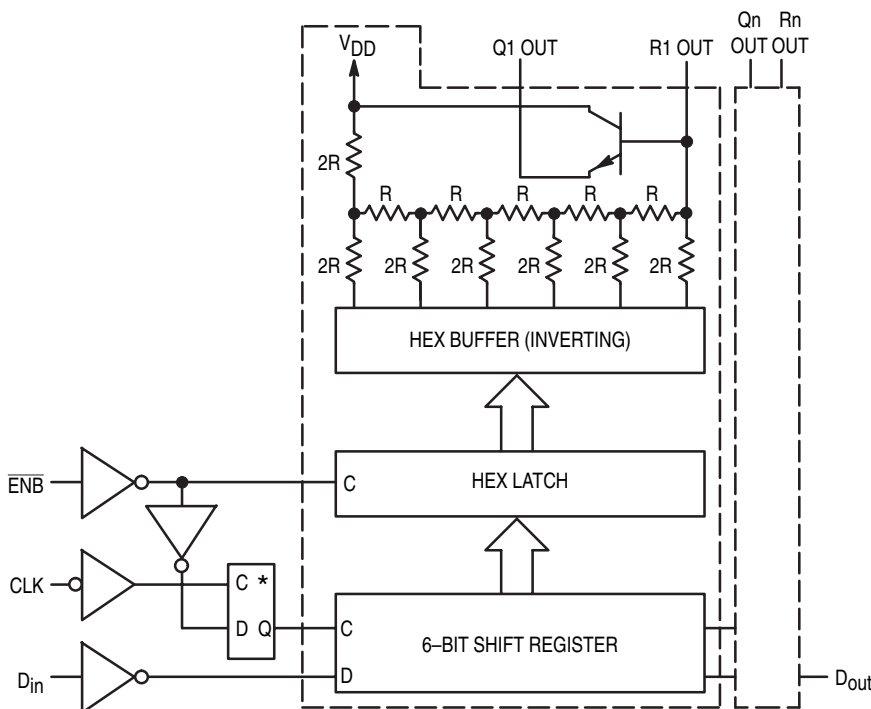 Qn Rn
OUT OUT
VDD Q1 OUT R1 OUT
2R
R R R R R
2R 2R 2R 2R 2R 2R
HEX BUFFER (INVERTING)
ENB C HEX LATCH
CLK C *
D Q C 6–BIT SHIFT REGISTER
Din D Dout